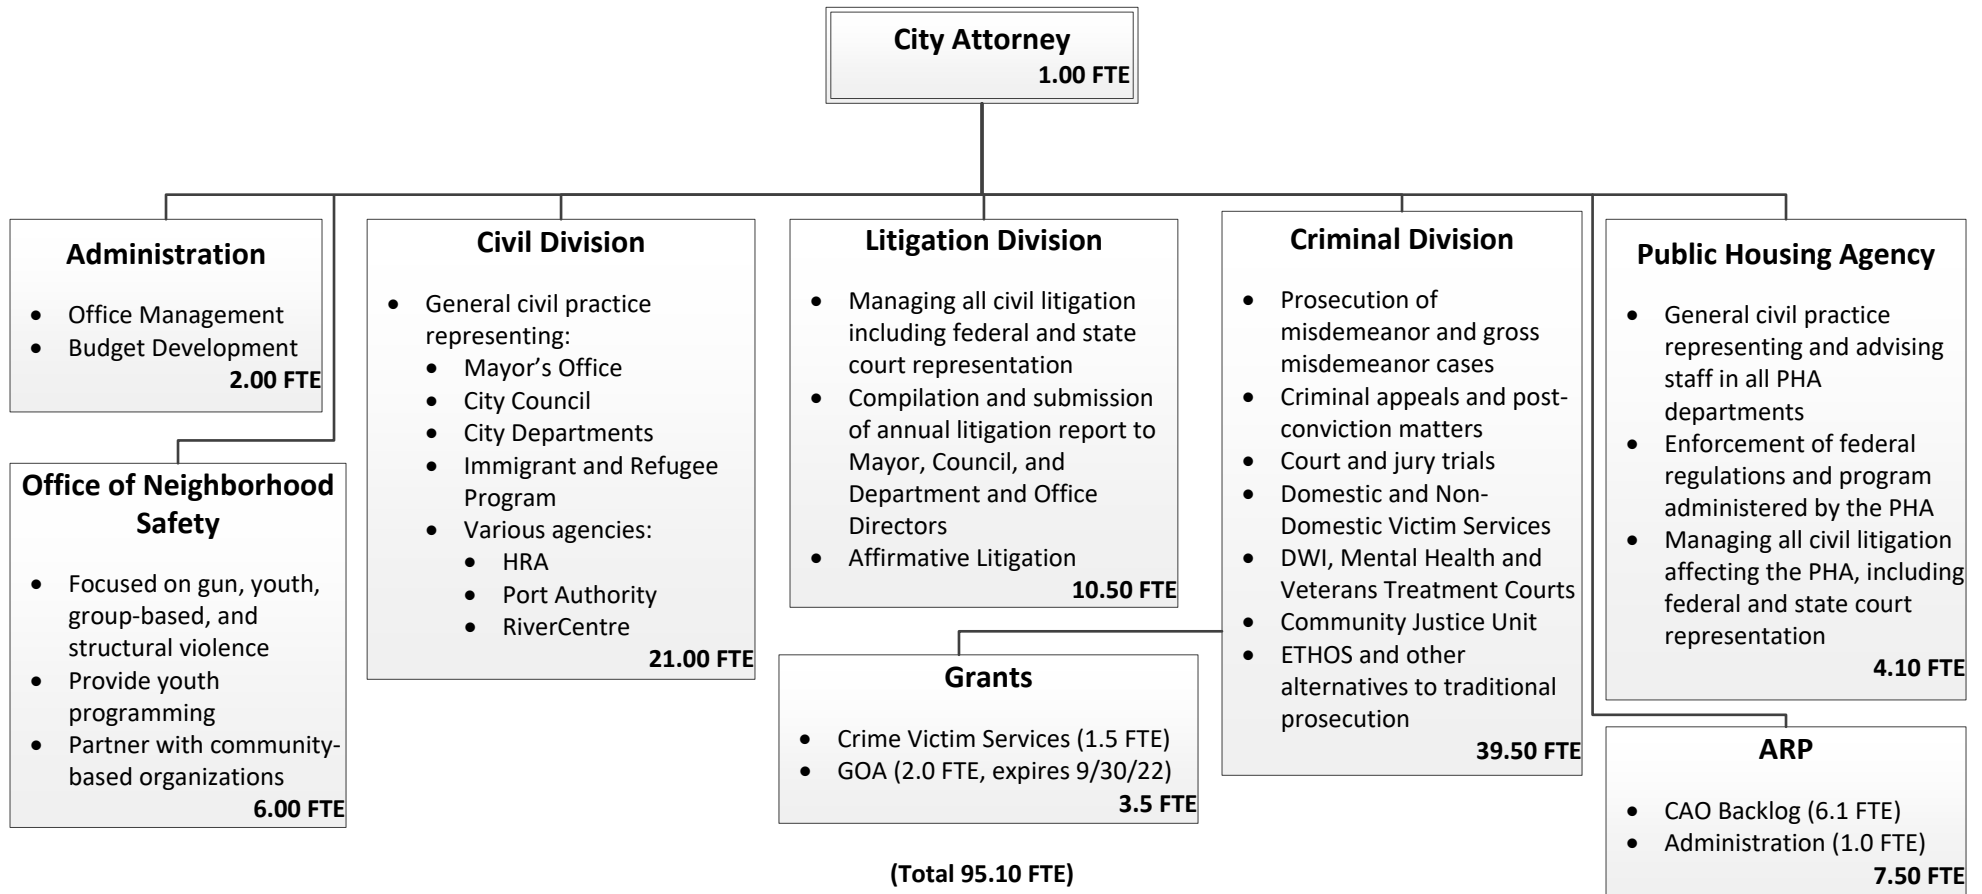 City Attorney
1.00 FTE
Administration
• Office Management
• Budget Development
2.00 FTE
Office of Neighborhood
Safety
• Focused on gun, youth,
group-based, and
structural violence
• Provide youth
programming
• Partner with community-
based organizations
6.00 FTE
Civil Division
• General civil practice
representing:
• Mayor’s Office
• City Council
• City Departments
• Immigrant and Refugee
Program
• Various agencies:
• HRA
• Port Authority
• RiverCentre
21.00 FTE
Litigation Division
• Managing all civil litigation
including federal and state
court representation
• Compilation and submission
of annual litigation report to
Mayor, Council, and
Department and Office
Directors
• Affirmative Litigation
10.50 FTE
Criminal Division
• Prosecution of
misdemeanor and gross
misdemeanor cases
• Criminal appeals and post-
conviction matters
• Court and jury trials
• Domestic and Non-
Domestic Victim Services
• DWI, Mental Health and
Veterans Treatment Courts
• Community Justice Unit
• ETHOS and other
alternatives to traditional
prosecution
39.50 FTE
Grants
• Crime Victim Services (1.5 FTE)
• GOA (2.0 FTE, expires 9/30/22)
3.5 FTE
Public Housing Agency
• General civil practice
representing and advising
staff in all PHA
departments
• Enforcement of federal
regulations and program
administered by the PHA
• Managing all civil litigation
affecting the PHA, including
federal and state court
representation
4.10 FTE
ARP
• CAO Backlog (6.1 FTE)
• Administration (1.0 FTE)
7.50 FTE
(Total 95.10 FTE)